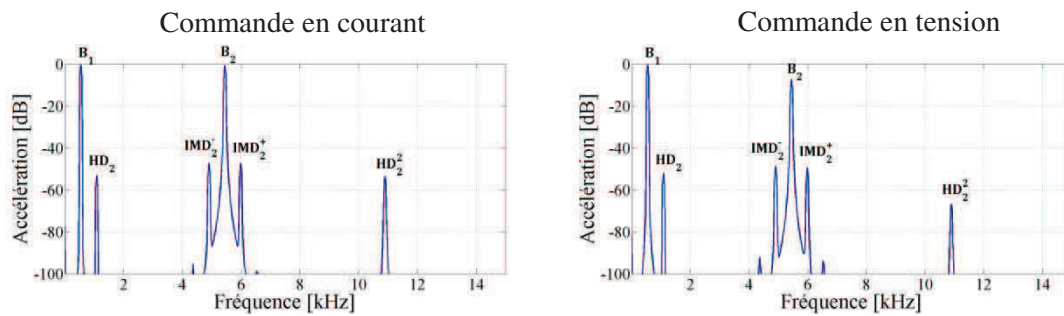 Commande en courant
Accélération [dB]
0
-20
-40
-60
-80
-100
B₁
HD₂
IMD₂⁻
B₂
IMD₂⁺
HD₂²
2 4 6 8 10 12 14
Fréquence [kHz]
Commande en tension
Accélération [dB]
0
-20
-40
-60
-80
-100
B₁
HD₂
IMD₂⁻
B₂
IMD₂⁺
HD₂²
2 4 6 8 10 12 14
Fréquence [kHz]